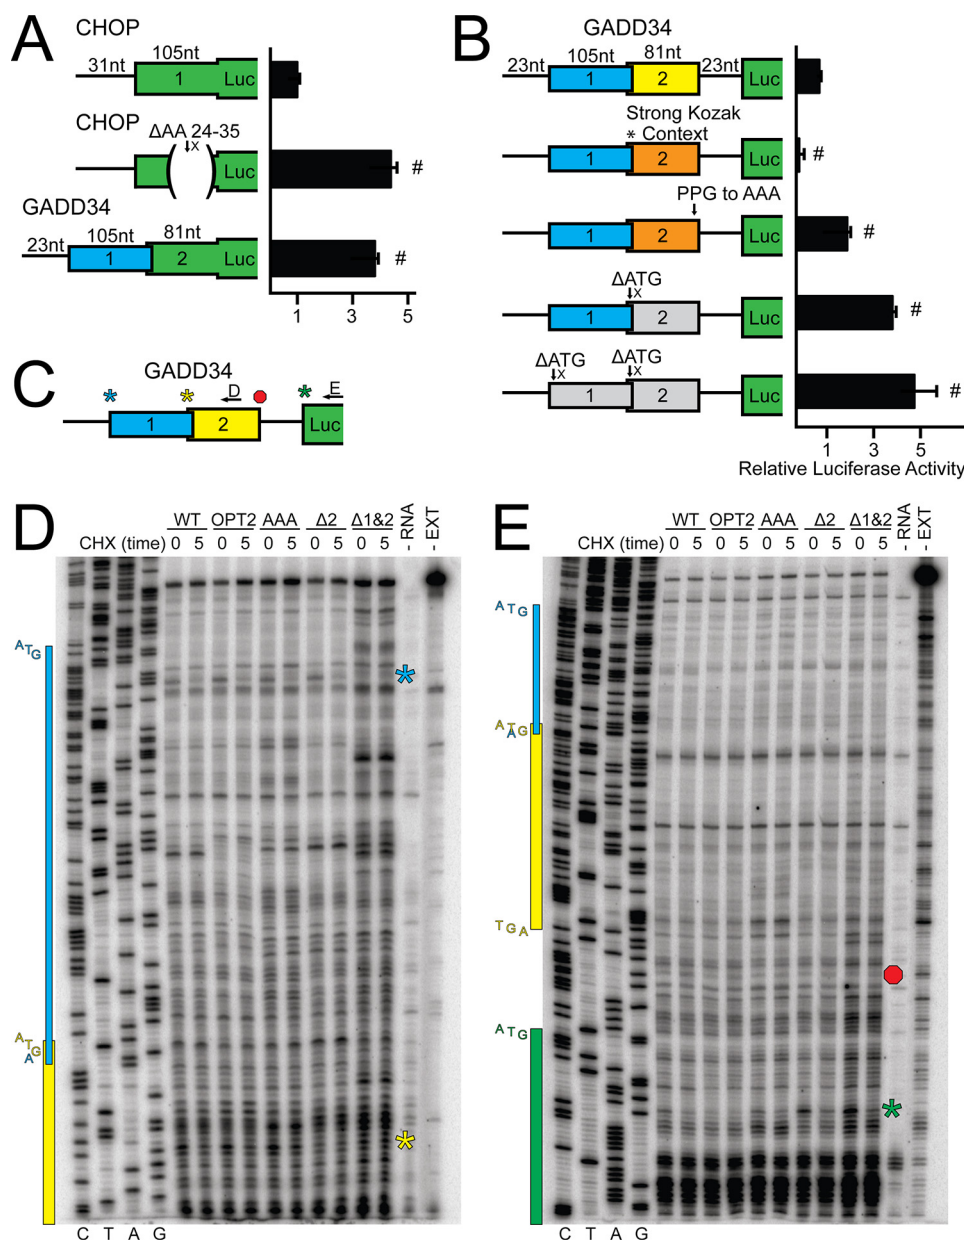 A
CHOP
31nt 105nt
1 Luc
CHOP
ΔAA 24-35
x
Luc
GADD34
23nt 105nt 81nt
1 2 Luc
1 3 5
B
GADD34
23nt 105nt 81nt 23nt
1 2 Luc
Strong Kozak
* Context
1 2 Luc
PPG to AAA
1 2 Luc
ΔATG
x
1 2 Luc
ΔATG ΔATG
x x
1 2 Luc
# # # #
1 3 5
Relative Luciferase Activity
# #
C
GADD34
* * D * E
1 2 Luc
D
WT OPT2 AAA Δ2 Δ1&2 - RNA - EXT
CHX (time) 0 5 0 5 0 5 0 5 0 5
ATG
*
ATG
A
*
C T A G
E
WT OPT2 AAA Δ2 Δ1&2 - RNA - EXT
CHX (time) 0 5 0 5 0 5 0 5 0 5
ATG
ATG
A
TGA
ATG
*
C T A G